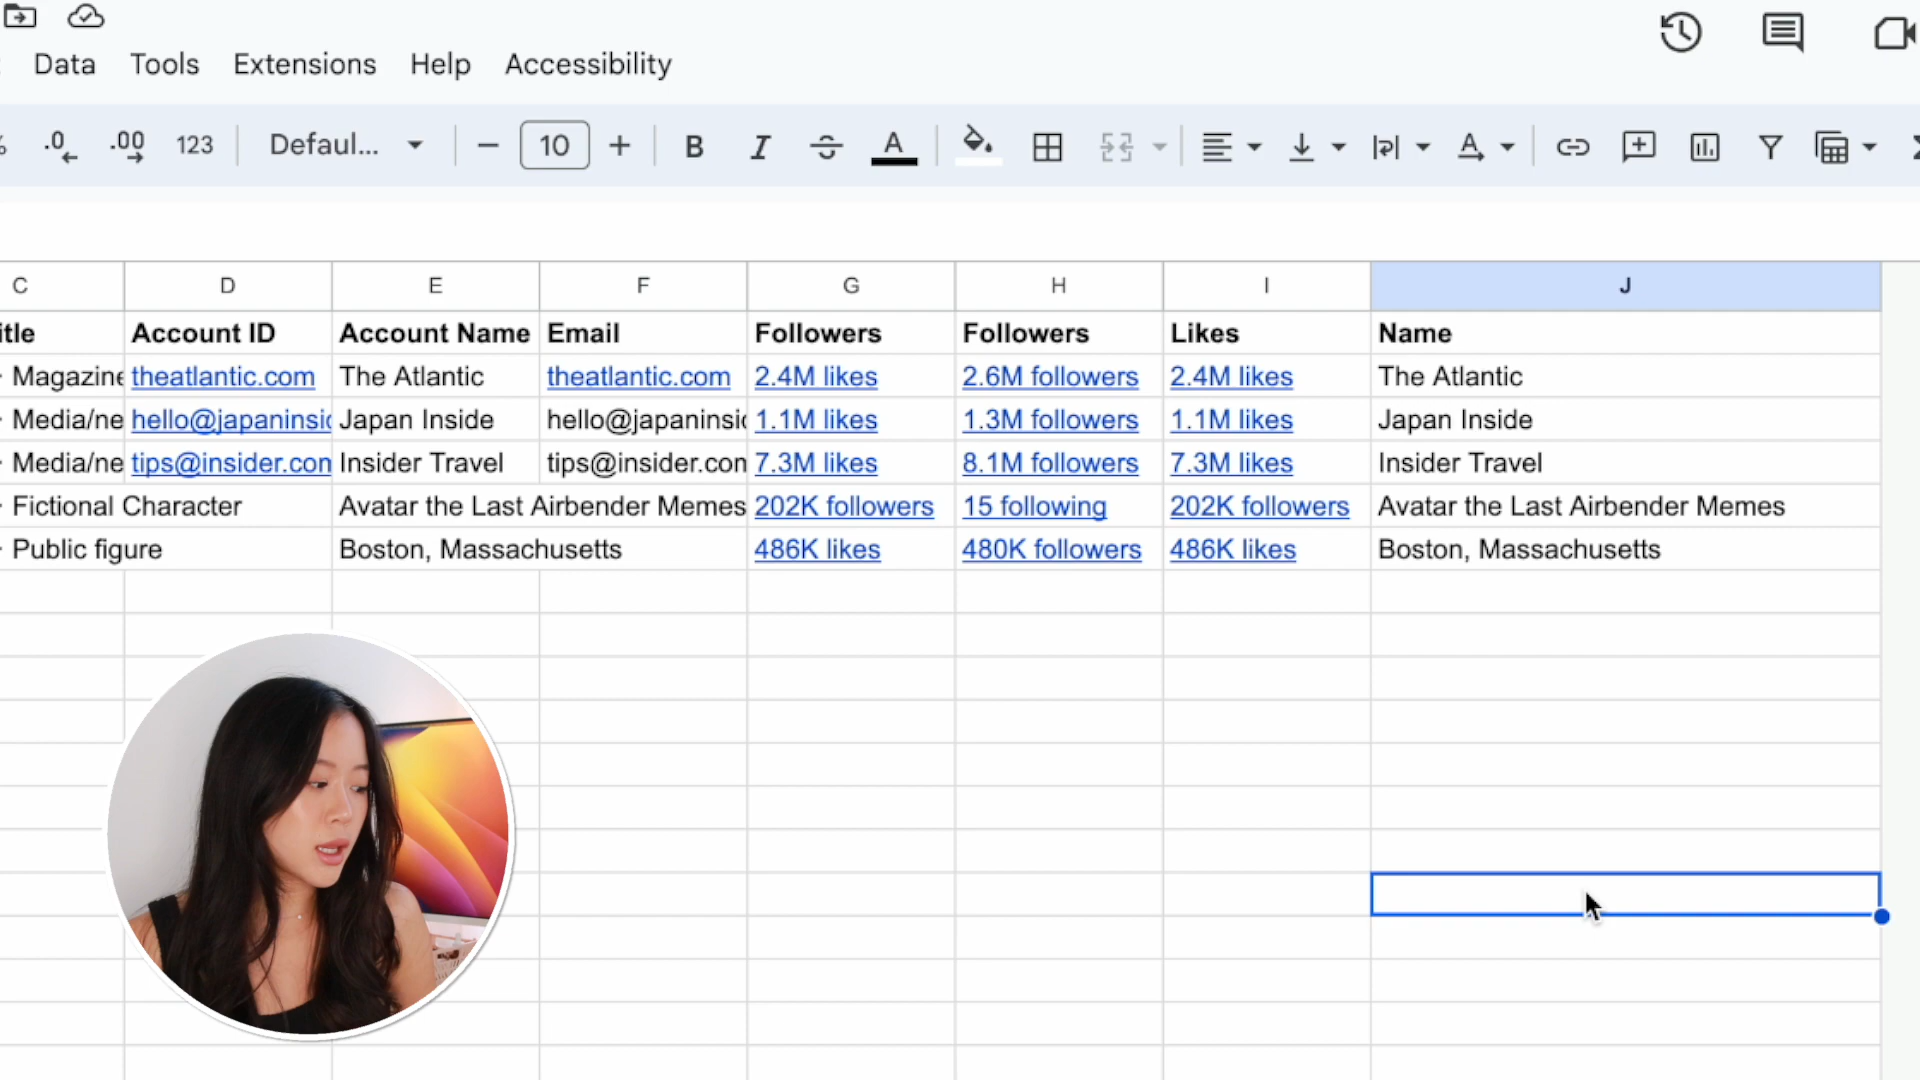 Data Tools Extensions Help Accessibility
% .0 .00 123 Defaul... 10 B I A
C D E F G H I J
itle Account ID Account Name Email Followers Followers Likes Name
· Magazine theatlantic.com The Atlantic theatlantic.com 2.4M likes 2.6M followers 2.4M likes The Atlantic
· Media/ne hello@japaninsid Japan Inside hello@japaninsid 1.1M likes 1.3M followers 1.1M likes Japan Inside
· Media/ne tips@insider.com Insider Travel tips@insider.com 7.3M likes 8.1M followers 7.3M likes Insider Travel
· Fictional Character Avatar the Last Airbender Memes 202K followers 15 following 202K followers Avatar the Last Airbender Memes
· Public figure Boston, Massachusetts 486K likes 480K followers 486K likes Boston, Massachusetts